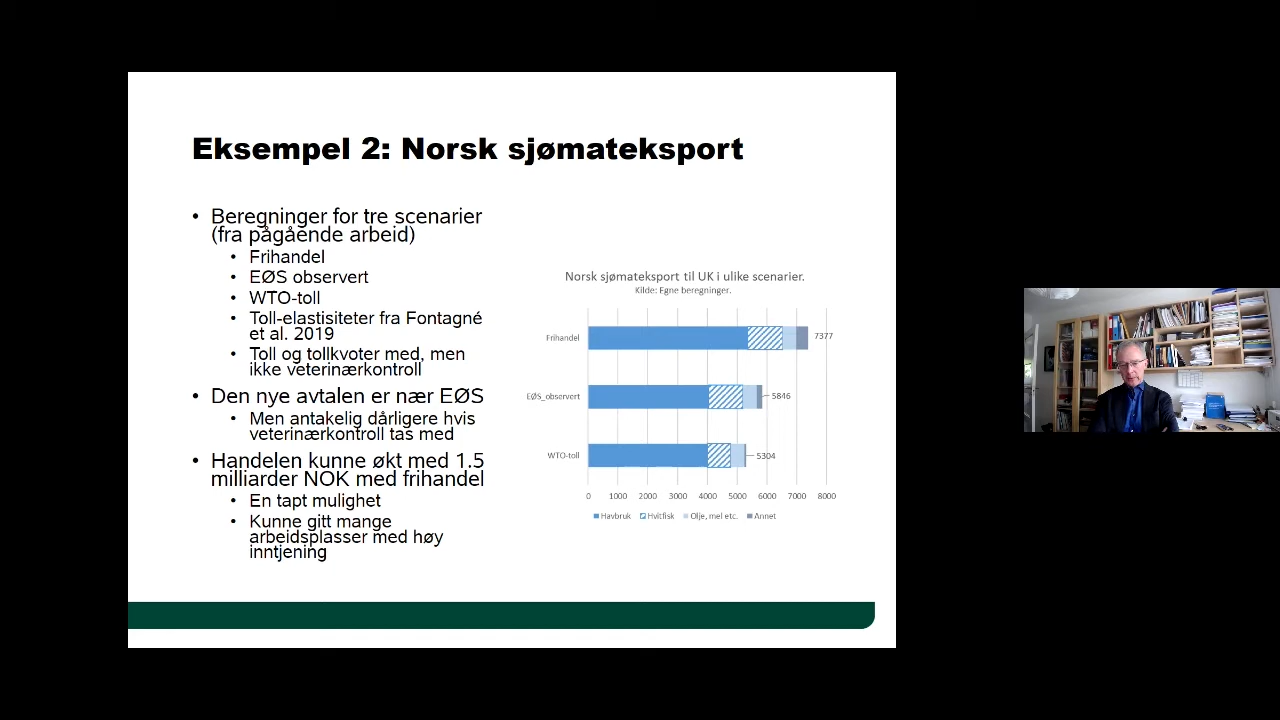 Eksempel 2: Norsk sjømateksport
• Beregninger for tre scenarier
(fra pågående arbeid)
• Frihandel
• EØS observert
• WTO-toll
• Toll-elastisiteter fra Fontagné
et al. 2019
• Toll og tollkvoter med, men
ikke veterinærkontroll
• Den nye avtalen er nær EØS
• Men antakelig dårligere hvis
veterinærkontroll tas med
• Handelen kunne økt med 1.5
milliarder NOK med frihandel
• En tapt mulighet
• Kunne gitt mange
arbeidsplasser med høy
inntjening
Norsk sjømateksport til UK i ulike scenarier.
Kilde: Egne beregninger.
Frihandel 7377
EØS_observert 5846
WTO-toll 5304
0 1000 2000 3000 4000 5000 6000 7000 8000
Havbruk Hvitfisk Olje, mel etc. Annet